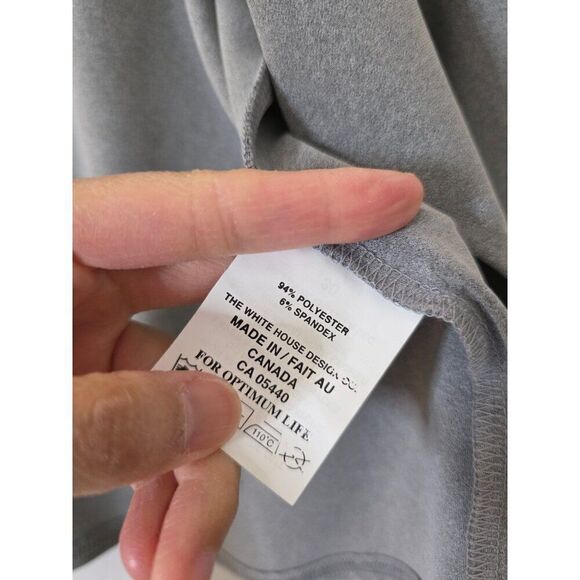 94% POLYESTER
6% SPANDEX
THE WHITE HOUSE DESIGN CO.
MADE IN / FAIT AU
CANADA
CA 05440
FOR OPTIMUM LIFE
110°C